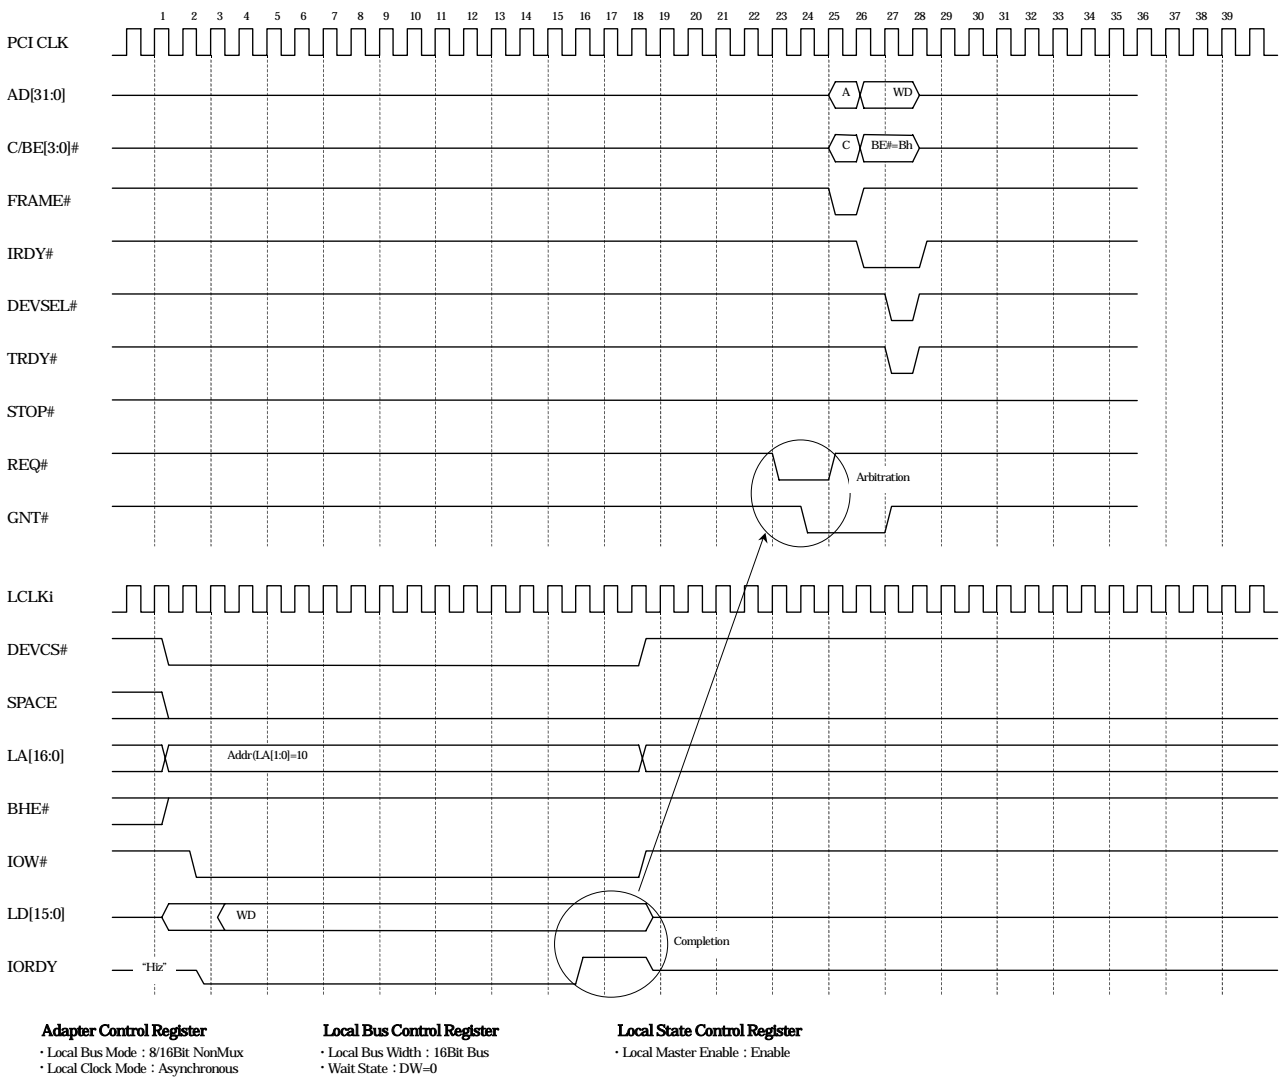 1 2 3 4 5 6 7 8 9 10 11 12 13 14 15 16 17 18 19 20 21 22 23 24 25 26 27 28 29 30 31 32 33 34 35 36 37 38 39
PCI CLK
AD[31:0] A WD
C/BE[3:0]# C BE#=Bh
FRAME#
IRDY#
DEVSEL#
TRDY#
STOP#
REQ# Arbitration
GNT#
LCLKi
DEVCS#
SPACE
LA[16:0] Addr(LA[1:0]=10
BHE#
IOW#
LD[15:0] WD
Completion
IORDY “Hiz”
Adapter Control Register
・Local Bus Mode：8/16Bit NonMux
・Local Clock Mode：Asynchronous
Local Bus Control Register
・Local Bus Width：16Bit Bus
・Wait State：DW=0
Local State Control Register
・Local Master Enable：Enable